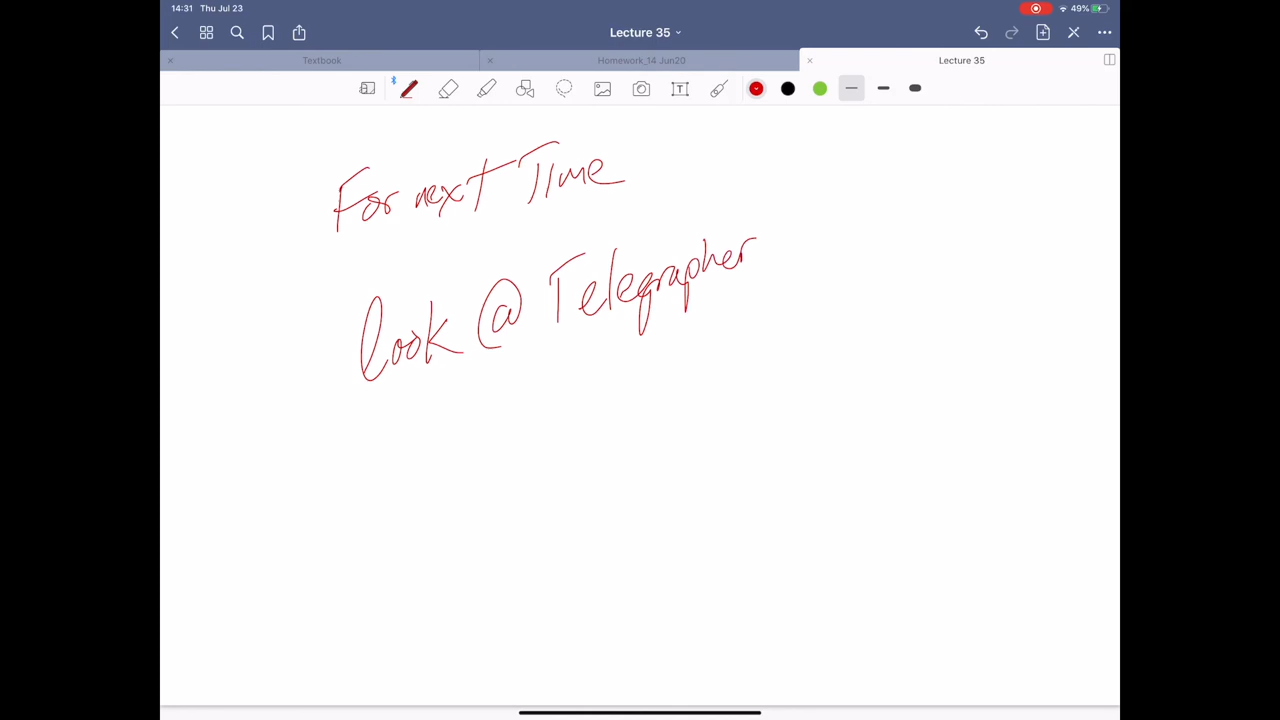 14:31 Thu Jul 23
49%
Lecture 35
Textbook
Homework_14 Jun20
Lecture 35
T
For next Time
look @ Telegrapher